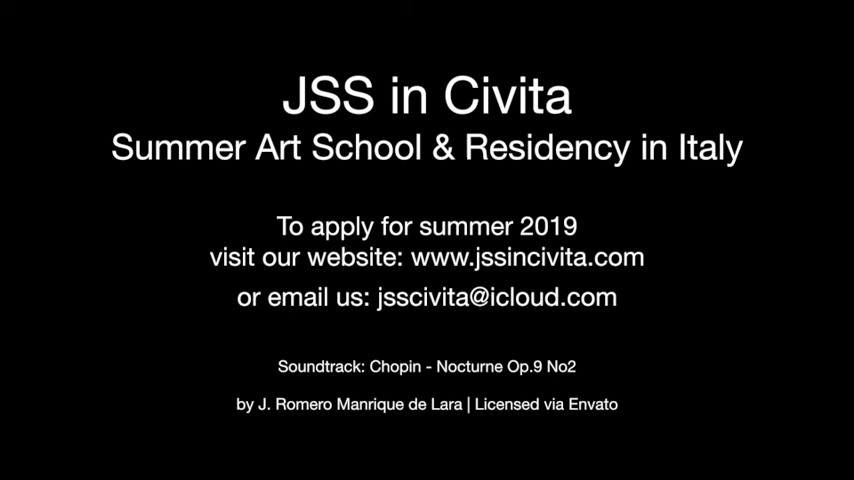 JSS in Civita
Summer Art School & Residency in Italy
To apply for summer 2019
visit our website: www.jssincivita.com
or email us: jsscivita@icloud.com
Soundtrack: Chopin - Nocturne Op.9 No2
by J. Romero Manrique de Lara | Licensed via Envato